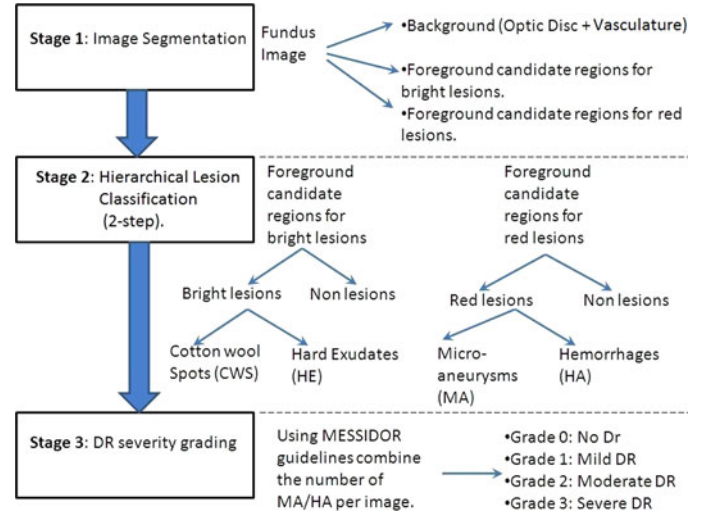 Stage 1: Image Segmentation
Fundus
Image
•Background (Optic Disc + Vasculature)
•Foreground candidate regions for
bright lesions.
•Foreground candidate regions for red
lesions.
Stage 2: Hierarchical Lesion
Classification
(2-step).
Foreground
candidate
regions for
bright lesions
Foreground
candidate
regions for
red lesions
Bright lesions
Non lesions
Red lesions
Non lesions
Cotton wool
Spots (CWS)
Hard Exudates
(HE)
Micro-
aneurysms
(MA)
Hemorrhages
(HA)
Stage 3: DR severity grading
Using MESSIDOR
guidelines combine
the number of
MA/HA per image.
•Grade 0: No Dr
•Grade 1: Mild DR
•Grade 2: Moderate DR
•Grade 3: Severe DR